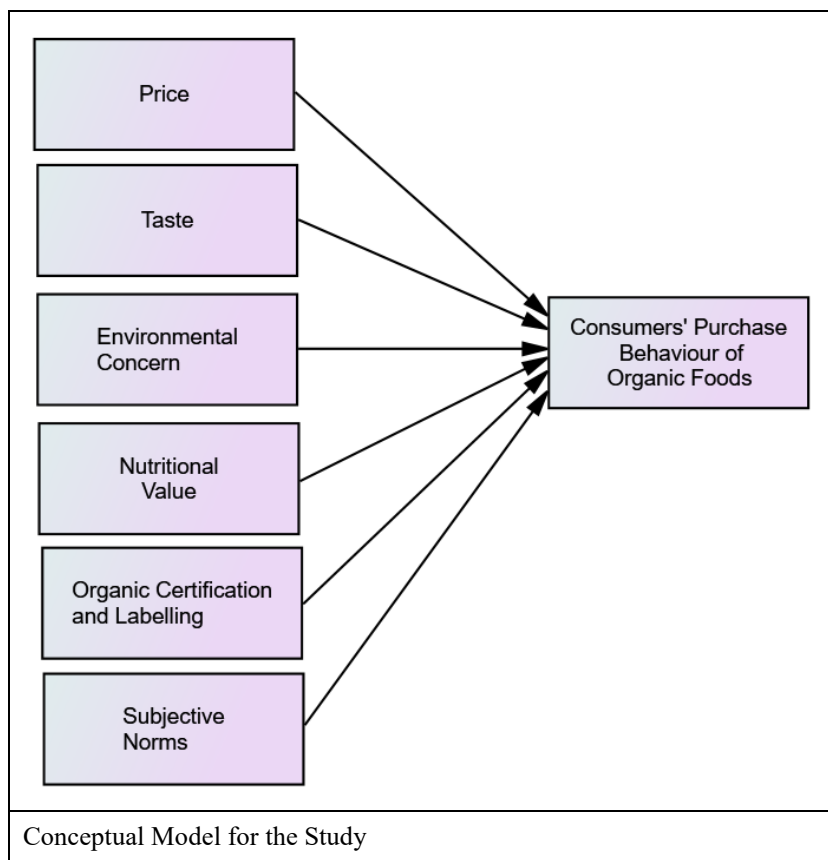 Price
Taste
Environmental
Concern
Nutritional
Value
Organic Certification
and Labelling
Subjective
Norms
Consumers' Purchase
Behaviour of
Organic Foods
Conceptual Model for the Study